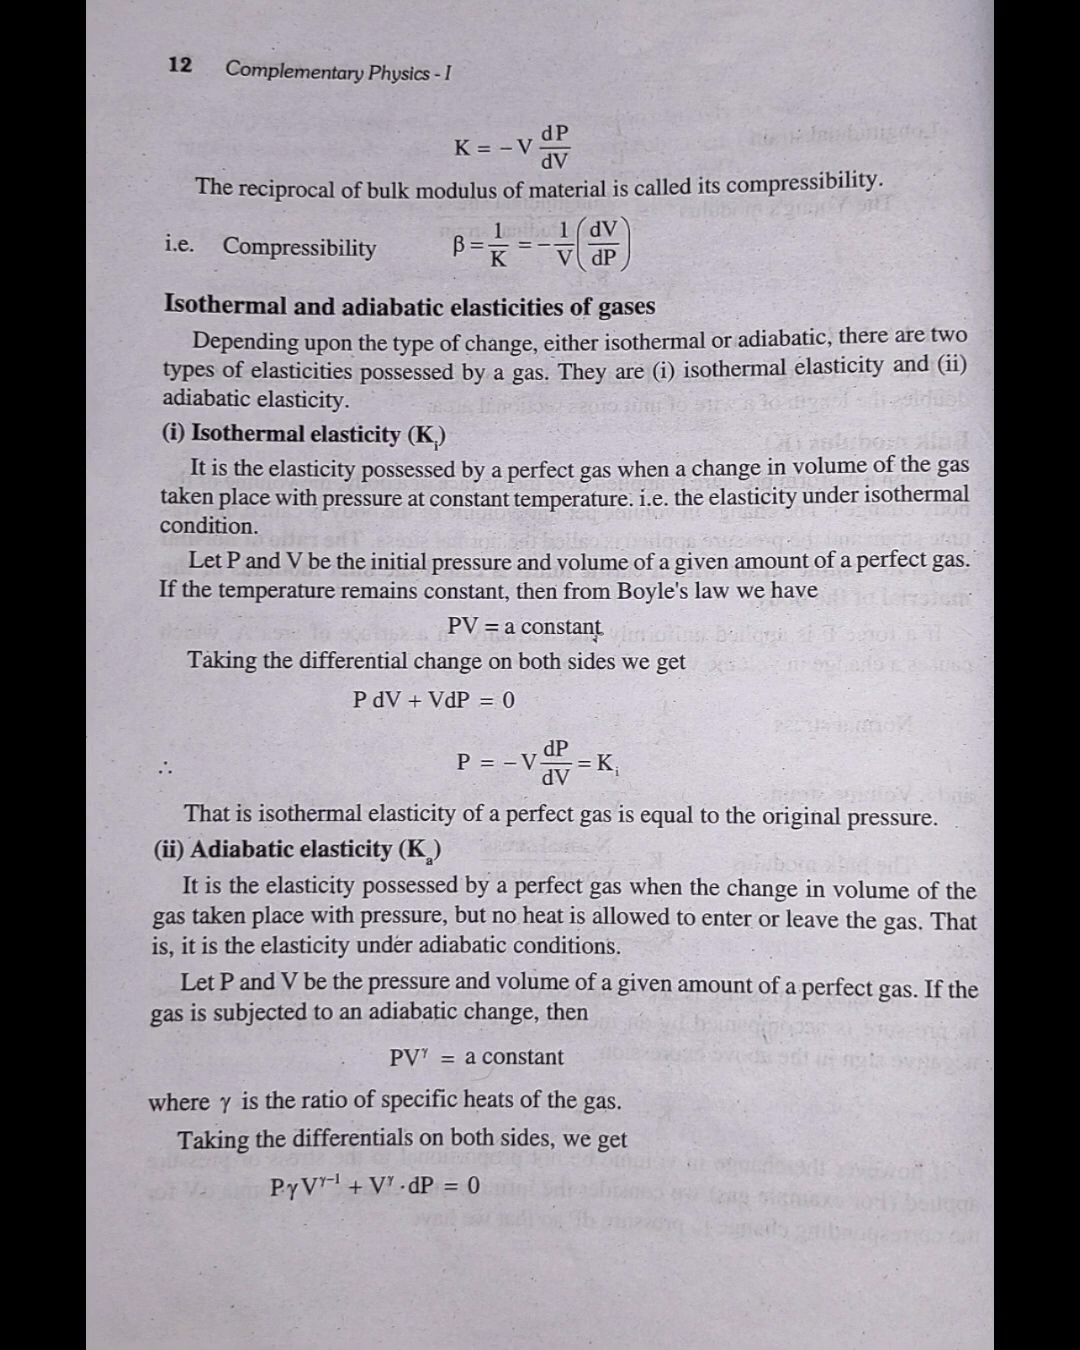 12 Complementary Physics - I
K = – V dP/dV
The reciprocal of bulk modulus of material is called its compressibility.
i.e. Compressibility β = 1/K = – 1/V (dV/dP)
Isothermal and adiabatic elasticities of gases
Depending upon the type of change, either isothermal or adiabatic, there are two
types of elasticities possessed by a gas. They are (i) isothermal elasticity and (ii)
adiabatic elasticity.
(i) Isothermal elasticity (Kᵢ)
It is the elasticity possessed by a perfect gas when a change in volume of the gas
taken place with pressure at constant temperature. i.e. the elasticity under isothermal
condition.
Let P and V be the initial pressure and volume of a given amount of a perfect gas.
If the temperature remains constant, then from Boyle's law we have
PV = a constant
Taking the differential change on both sides we get
P dV + VdP = 0
∴ P = – V dP/dV = Kᵢ
That is isothermal elasticity of a perfect gas is equal to the original pressure.
(ii) Adiabatic elasticity (Kₐ)
It is the elasticity possessed by a perfect gas when the change in volume of the
gas taken place with pressure, but no heat is allowed to enter or leave the gas. That
is, it is the elasticity under adiabatic conditions.
Let P and V be the pressure and volume of a given amount of a perfect gas. If the
gas is subjected to an adiabatic change, then
PVᵞ = a constant
where γ is the ratio of specific heats of the gas.
Taking the differentials on both sides, we get
P.γ Vᵞ⁻¹ + Vᵞ · dP = 0